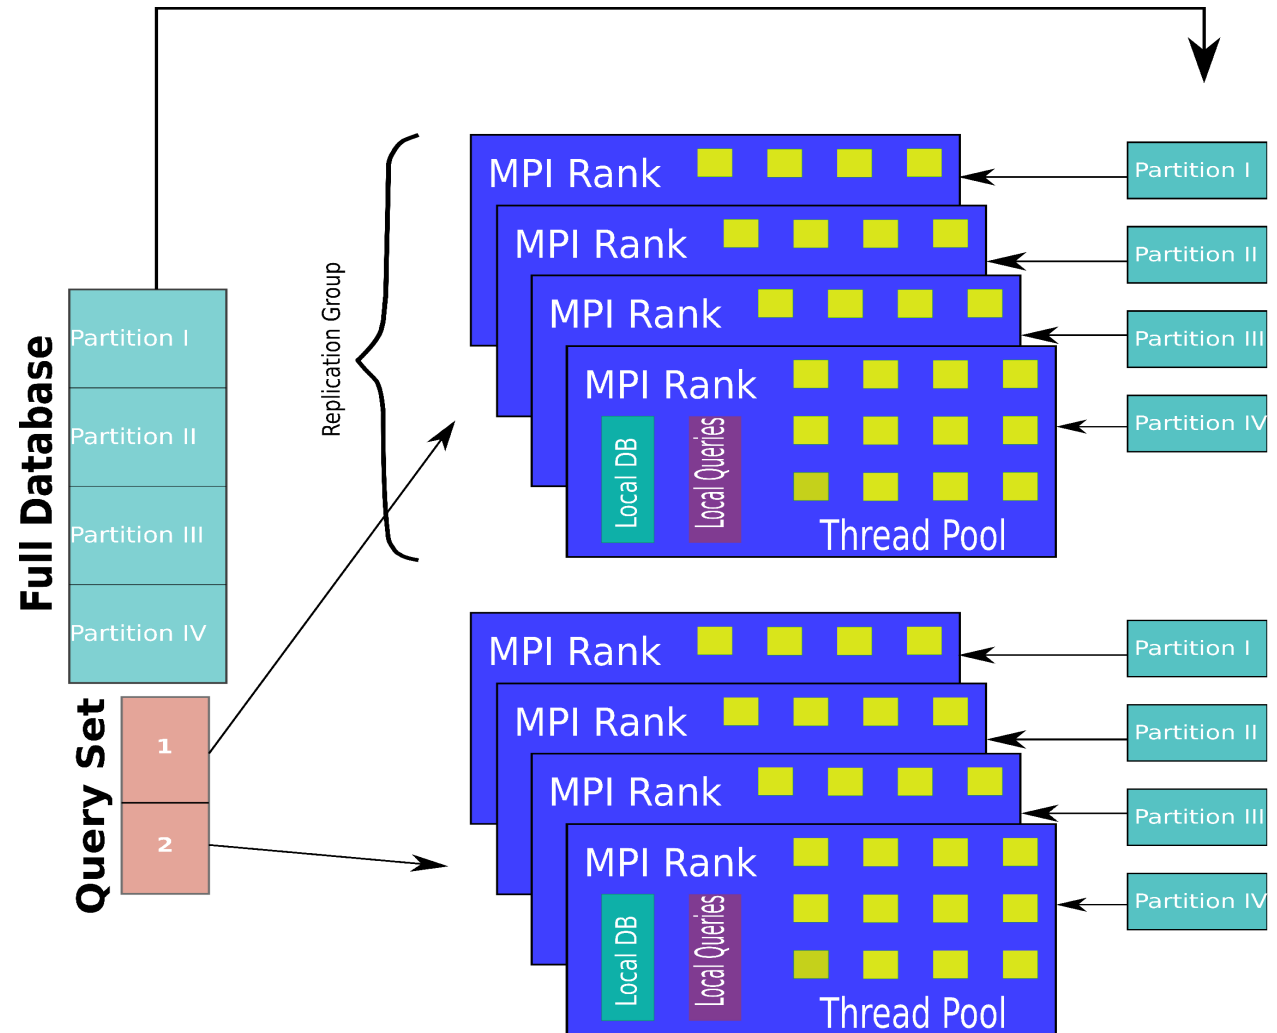 Full Database
Partition I
Partition II
Partition III
Partition IV
Query Set
1
2
Replication Group
MPI Rank
MPI Rank
MPI Rank
MPI Rank
Local DB
Local Queries
Thread Pool
Partition I
Partition II
Partition III
Partition IV
MPI Rank
MPI Rank
MPI Rank
MPI Rank
Local DB
Local Queries
Thread Pool
Partition I
Partition II
Partition III
Partition IV